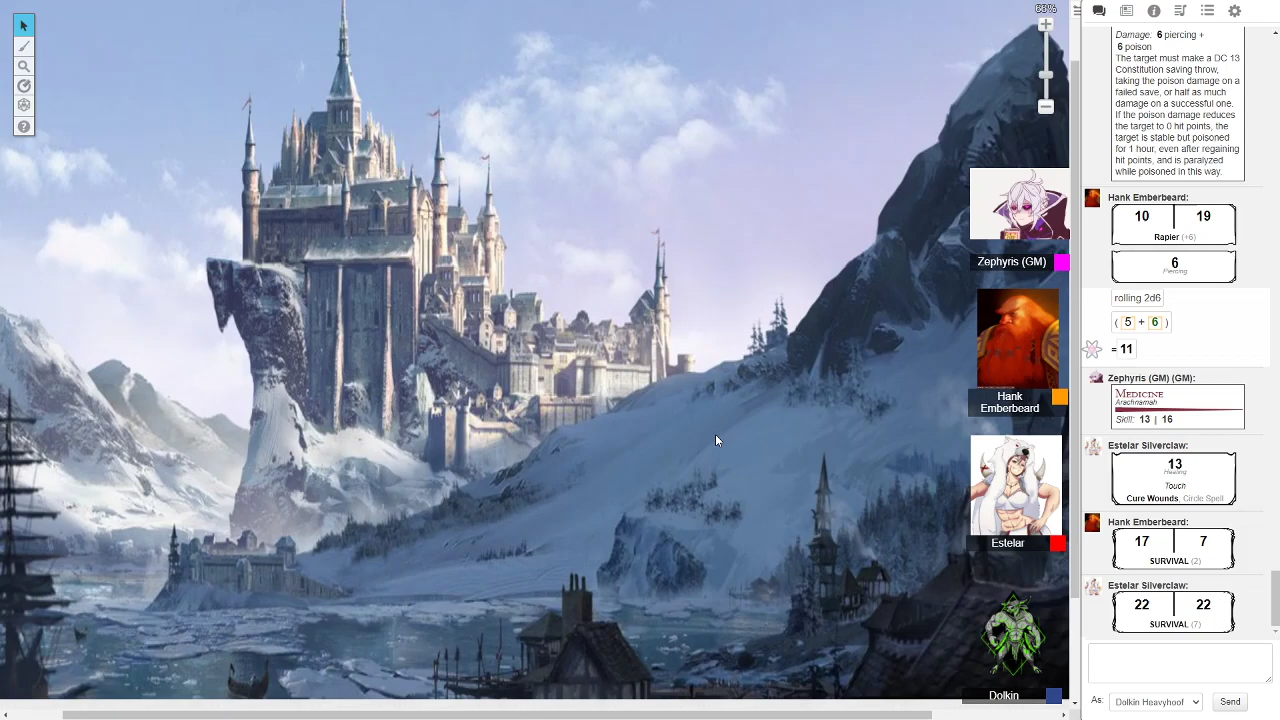 66%
Zephyris (GM)
Hank
Emberbeard
Estelar
Dolkin
Damage: 6 piercing +
6 poison
The target must make a DC 13
Constitution saving throw,
taking the poison damage on a
failed save, or half as much
damage on a successful one.
If the poison damage reduces
the target to 0 hit points, the
target is stable but poisoned
for 1 hour, even after regaining
hit points, and is paralyzed
while poisoned in this way.
Hank Emberbeard:
10 19
Rapier (+6)
6
Piercing
rolling 2d6
( 5 + 6 )
= 11
Zephyris (GM) (GM):
MEDICINE
Arachnamah
Skill: 13 | 16
Estelar Silverclaw:
13
Healing
Touch
Cure Wounds, Circle Spell
Hank Emberbeard:
17 7
SURVIVAL (2)
Estelar Silverclaw:
22 22
SURVIVAL (7)
As: Dolkin Heavyhoof Send